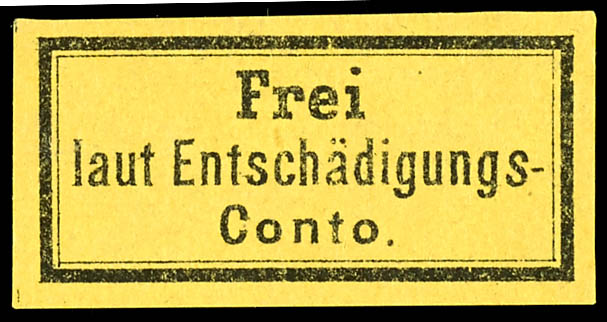 Frei
laut Entschädigungs-
Conto.